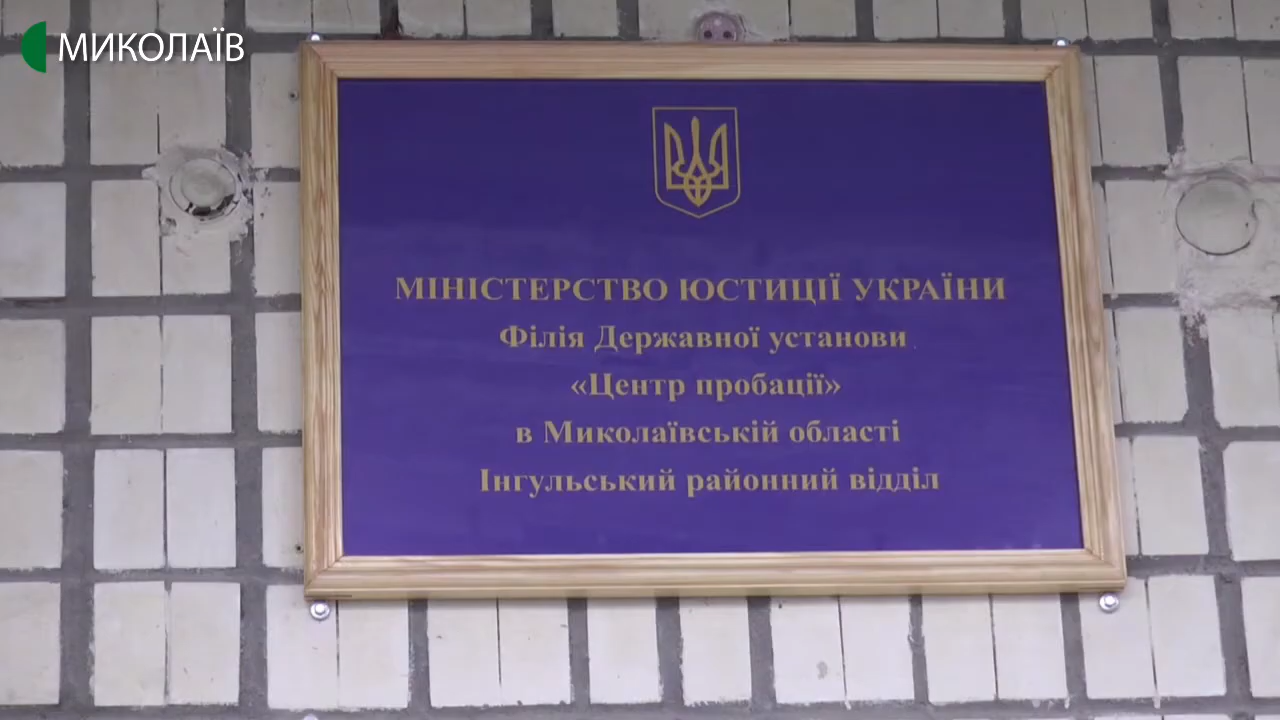 МИКОЛАЇВ
МІНІСТЕРСТВО ЮСТИЦІЇ УКРАЇНИ
Філія Державної установи
«Центр пробації»
в Миколаївській області
Інгульський районний відділ